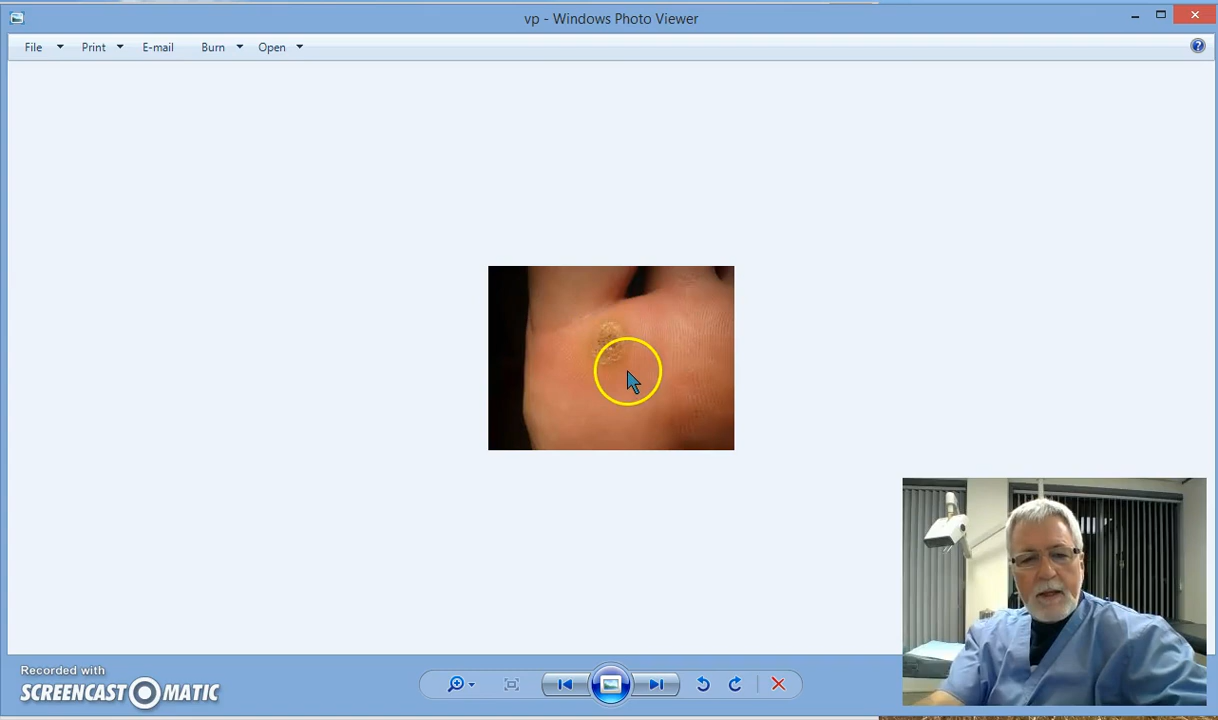 vp - Windows Photo Viewer
File Print E-mail Burn Open
Recorded with
SCREENCAST MATIC